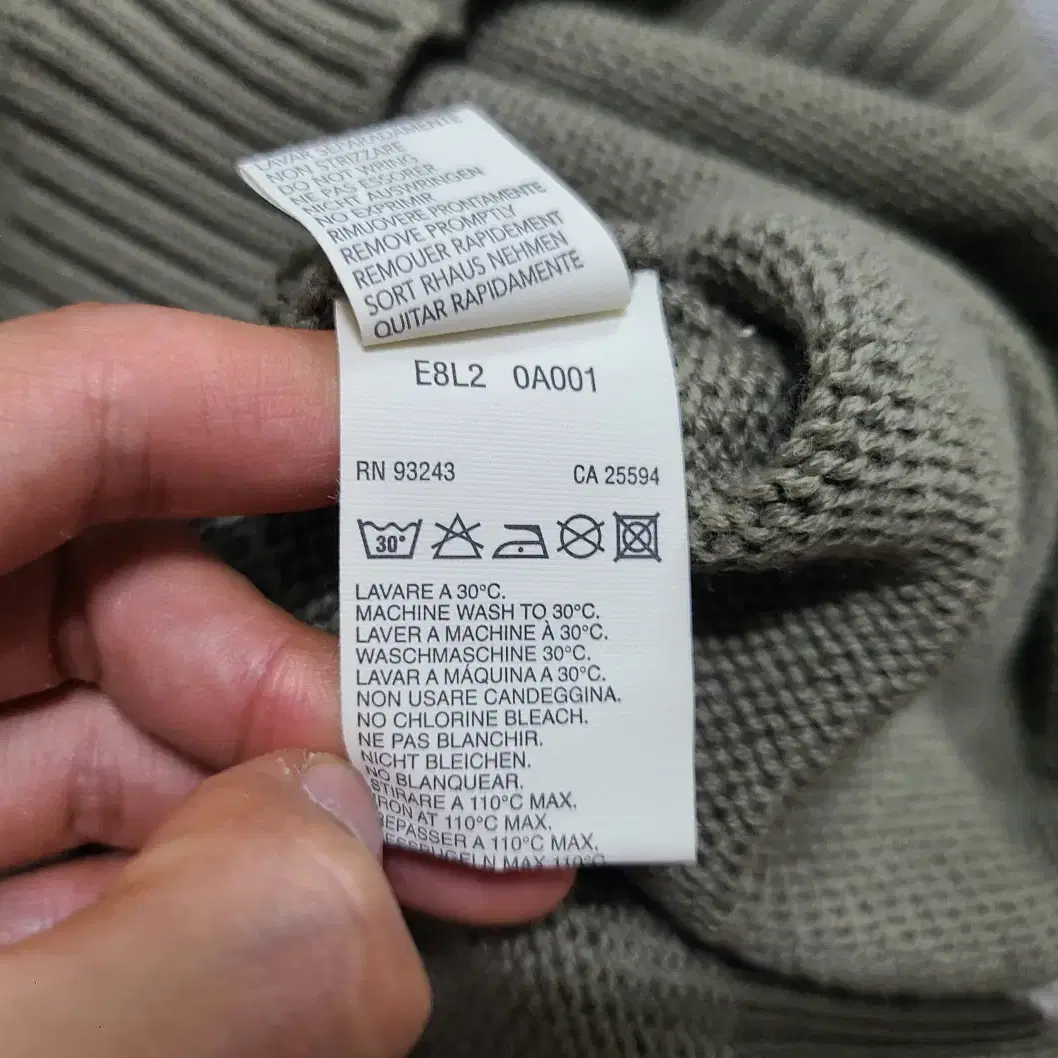 LAVAR SEPARADAMENTE
NON STRIZZARE
DO NOT WRING
NE PAS ESSORER
NICHT AUSWRINGEN
NO EXPRIMIR
RIMUOVERE PRONTAMENTE
REMOVE PROMPTLY
REMOUER RAPIDEMENT
SORT RHAUS NEHMEN
QUITAR RAPIDAMENTE
E8L2 0A001
RN 93243 CA 25594
30°
LAVARE A 30°C.
MACHINE WASH TO 30°C.
LAVER A MACHINE À 30°C.
WASCHMASCHINE 30°C.
LAVAR A MÁQUINA A 30°C.
NON USARE CANDEGGINA.
NO CHLORINE BLEACH.
NE PAS BLANCHIR.
NICHT BLEICHEN.
NO BLANQUEAR.
STIRARE A 110°C MAX.
IRON AT 110°C MAX.
REPASSER A 110°C MAX.
MAX 110°C